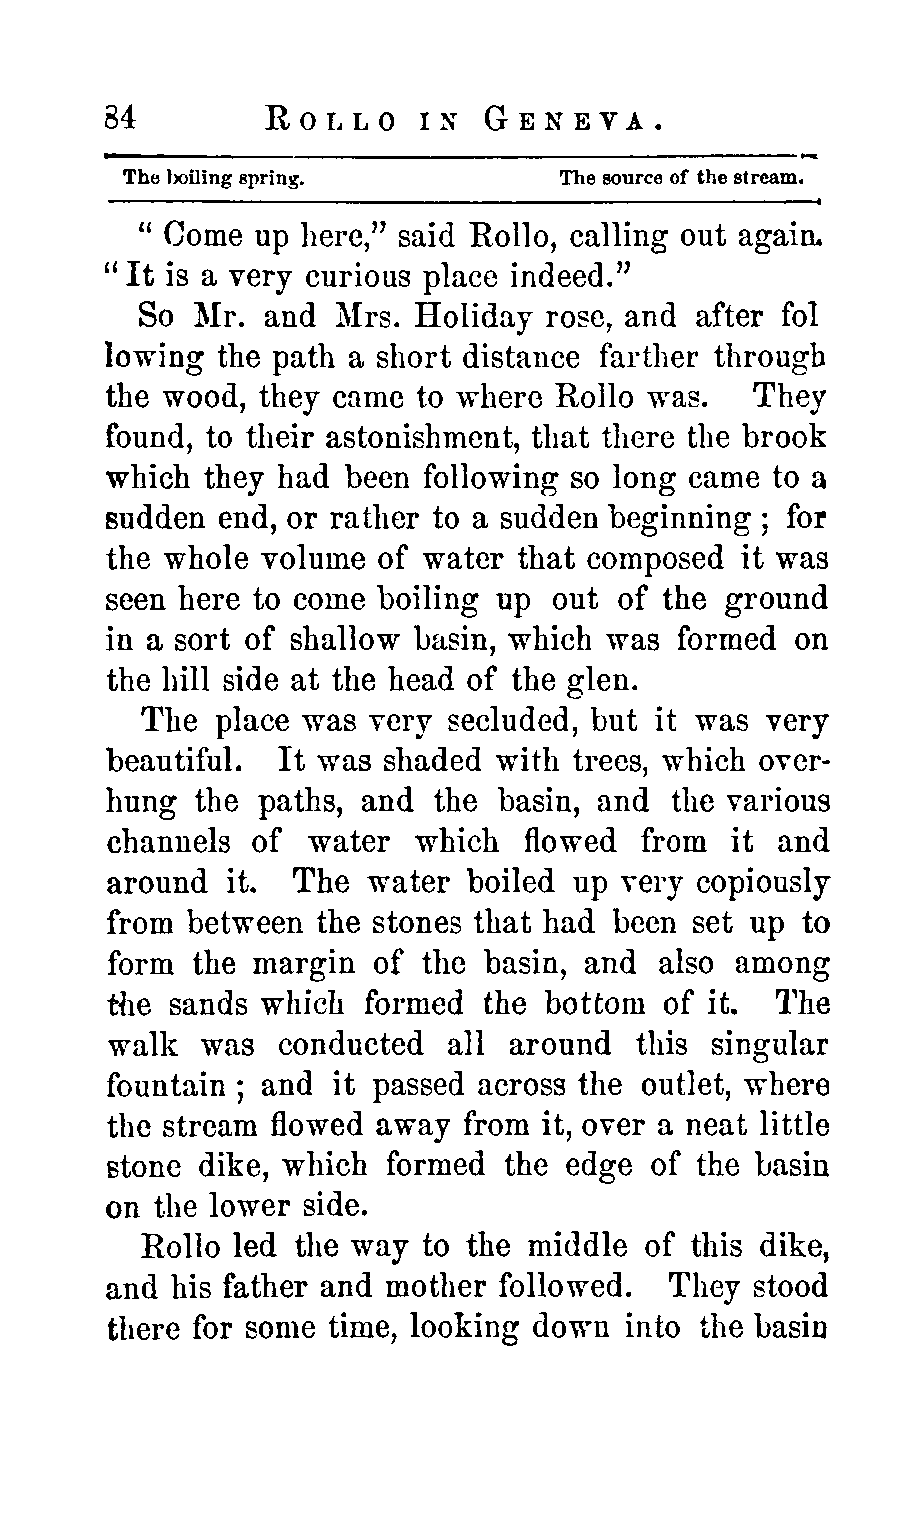 84 ROLLO IN GENEVA.
The boiling spring. The source of the stream.
“ Come up here,” said Rollo, calling out again.
“ It is a very curious place indeed.”
So Mr. and Mrs. Holiday rose, and after fol
lowing the path a short distance farther through
the wood, they came to where Rollo was. They
found, to their astonishment, that there the brook
which they had been following so long came to a
sudden end, or rather to a sudden beginning ; for
the whole volume of water that composed it was
seen here to come boiling up out of the ground
in a sort of shallow basin, which was formed on
the hill side at the head of the glen.
The place was very secluded, but it was very
beautiful. It was shaded with trees, which over-
hung the paths, and the basin, and the various
channels of water which flowed from it and
around it. The water boiled up very copiously
from between the stones that had been set up to
form the margin of the basin, and also among
the sands which formed the bottom of it. The
walk was conducted all around this singular
fountain ; and it passed across the outlet, where
the stream flowed away from it, over a neat little
stone dike, which formed the edge of the basin
on the lower side.
Rollo led the way to the middle of this dike,
and his father and mother followed. They stood
there for some time, looking down into the basin